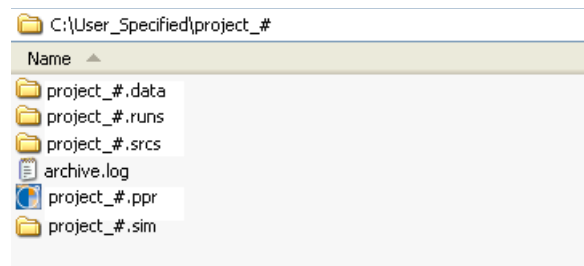 C:\User_Specified\project_#
Name
project_#.data
project_#.runs
project_#.srcs
archive.log
project_#.ppr
project_#.sim